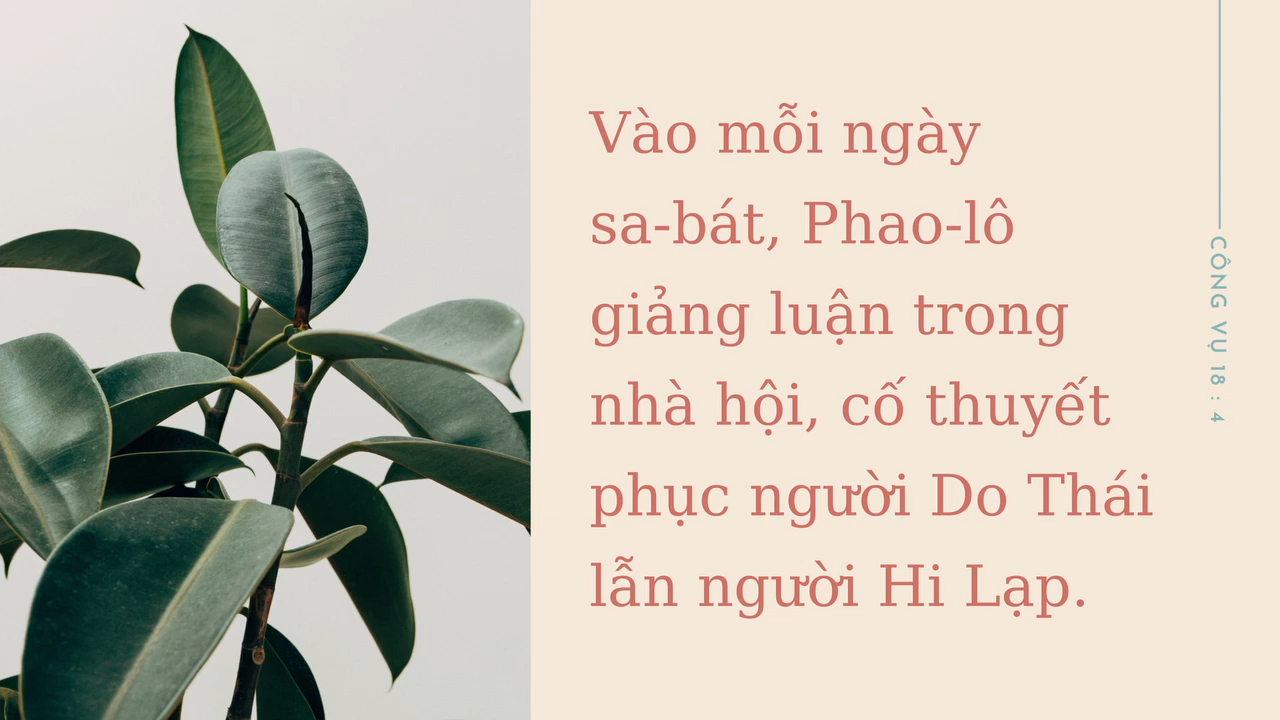 Vào mỗi ngày
sa-bát, Phao-lô
giảng luận trong
nhà hội, cố thuyết
phục người Do Thái
lẫn người Hi Lạp.
CÔNG VỤ 18 : 4